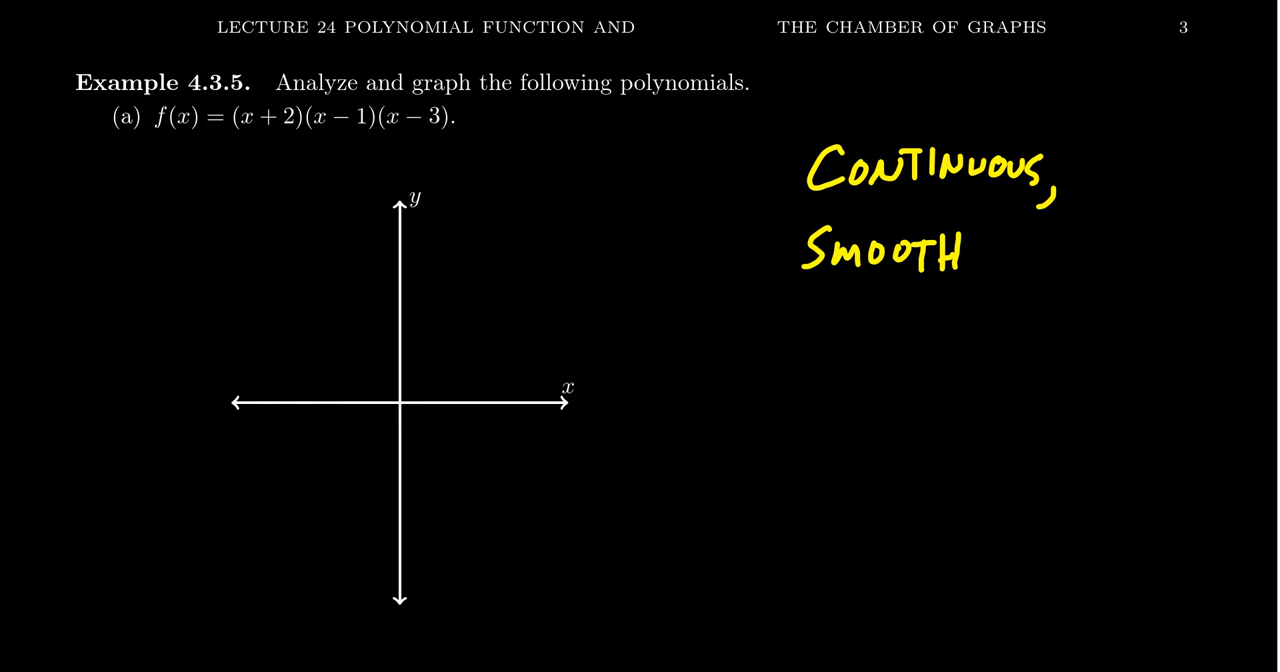 LECTURE 24 POLYNOMIAL FUNCTION AND THE CHAMBER OF GRAPHS 3
Example 4.3.5. Analyze and graph the following polynomials.
(a) f(x) = (x + 2)(x − 1)(x − 3).
CONTINUOUS,
SMOOTH
y
x